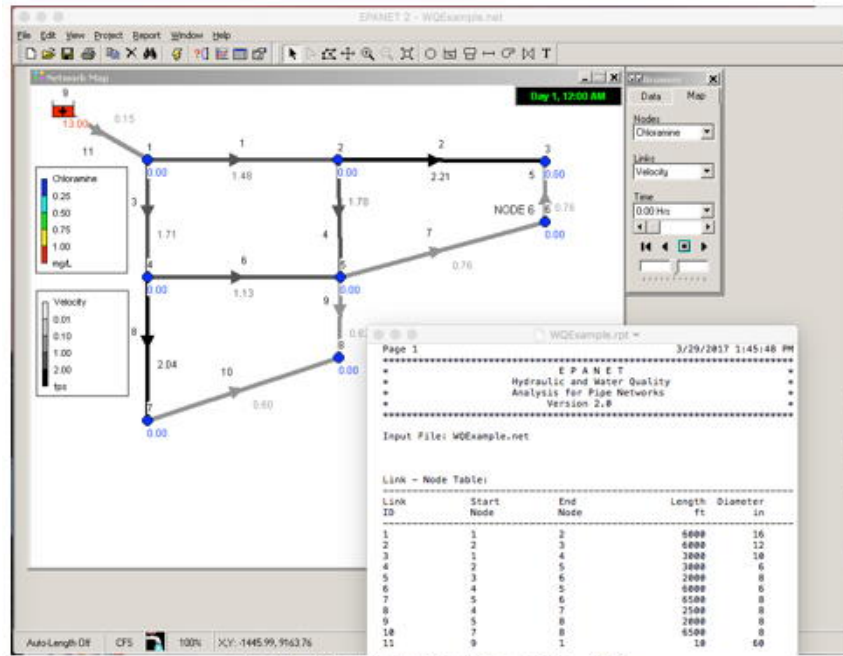 EPANET 2 - WQExample.net
File Edit View Project Report Window Help
Network Map
Day 1, 12:00 AM
9
13.00
0.15
11
1
0.00
1
1.48
2
0.00
2
2.21
3
0.00
3
1.71
1.78
4
5
0.76
NODE 6
6
0.00
7
0.76
4
0.00
6
1.13
5
0.00
9
8
0.00
8
2.04
10
0.60
7
0.00
Chloramine
0.25
0.50
0.75
1.00
mg/L
Velocity
0.01
0.10
1.00
2.00
fps
Browser
Data Map
Nodes
Chloramine
Links
Velocity
Time
0.00 Hrs
Auto-Length Off CFS 100% X,Y: -1445.99, 9163.76
WQExample.rpt
Page 1 3/29/2017 1:45:48 PM
**********************************************************************
* E P A N E T *
* Hydraulic and Water Quality *
* Analysis for Pipe Networks *
* Version 2.0 *
**********************************************************************
Input File: WQExample.net
Link - Node Table:
----------------------------------------------------------------------
Link Start End Length Diameter
ID Node Node ft in
----------------------------------------------------------------------
1 1 2 6000 16
2 2 3 6000 12
3 1 4 3000 10
4 2 5 3000 6
5 3 6 2000 8
6 4 5 6000 6
7 5 6 6500 8
8 4 7 2500 8
9 5 8 2000 8
10 7 8 6500 8
11 9 1 10 60